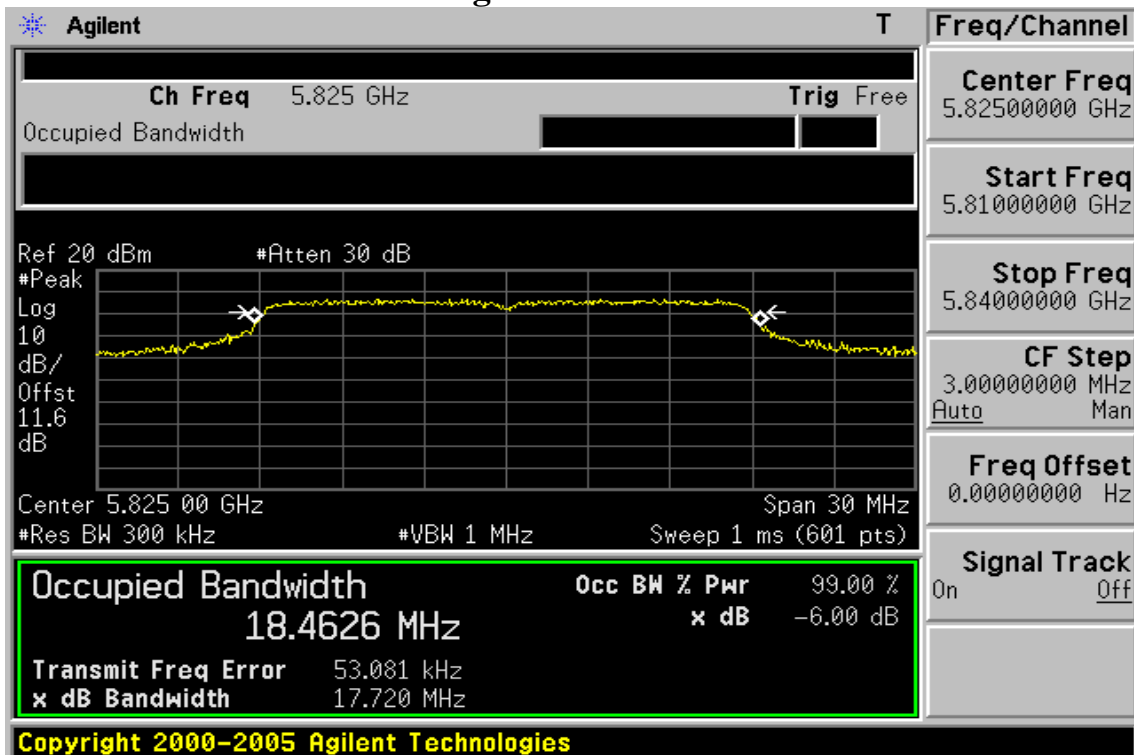 Agilent T Freq/Channel
Ch Freq 5.825 GHz Trig Free
Occupied Bandwidth
Center Freq
5.82500000 GHz
Start Freq
5.81000000 GHz
Stop Freq
5.84000000 GHz
CF Step
3.00000000 MHz
Auto Man
Freq Offset
0.00000000 Hz
Signal Track
On Off
Ref 20 dBm #Atten 30 dB
#Peak
Log
10
dB/
Offst
11.6
dB
Center 5.825 00 GHz Span 30 MHz
#Res BW 300 kHz #VBW 1 MHz Sweep 1 ms (601 pts)
Occupied Bandwidth Occ BW % Pwr 99.00 %
18.4626 MHz x dB -6.00 dB
Transmit Freq Error 53.081 kHz
x dB Bandwidth 17.720 MHz
Copyright 2000-2005 Agilent Technologies